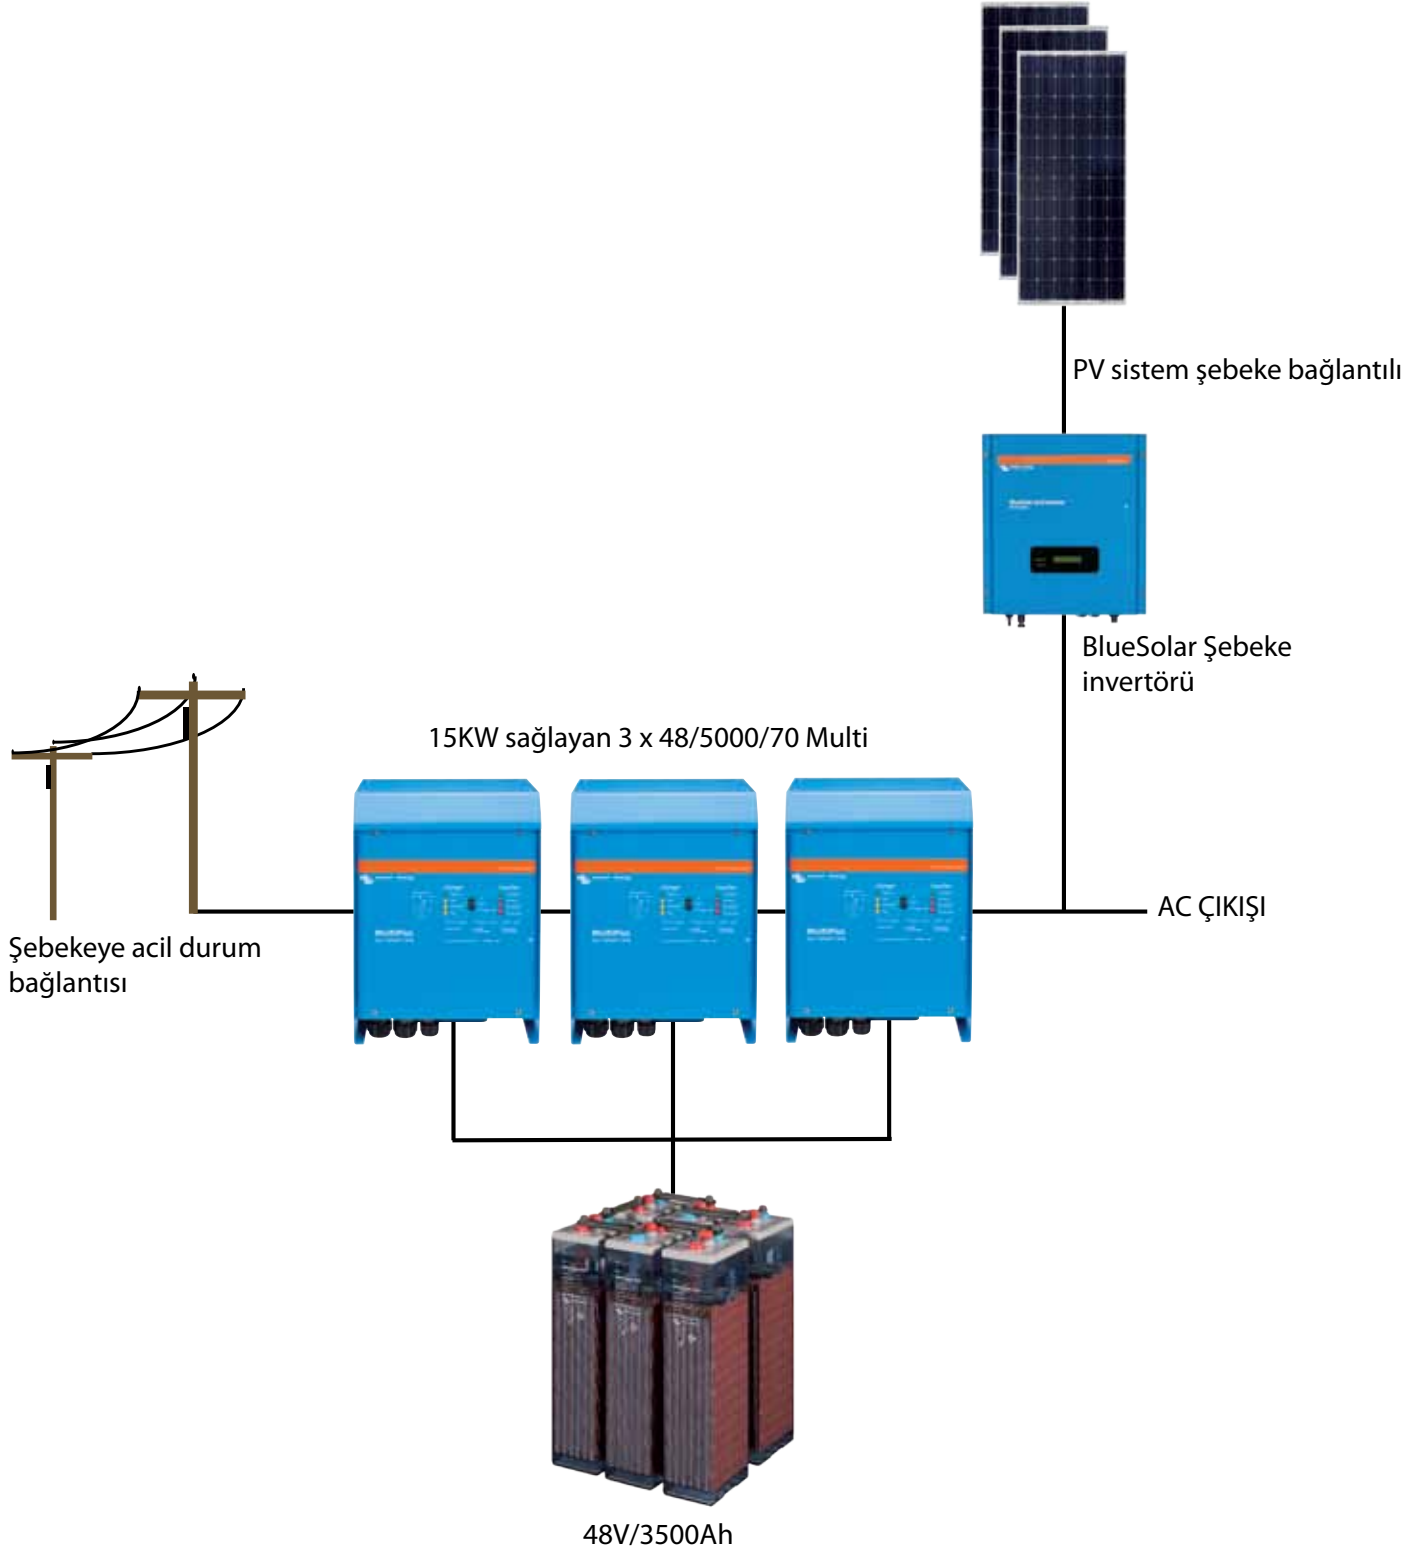 PV sistem şebeke bağlantılı
BlueSolar Şebeke
invertörü
15KW sağlayan 3 x 48/5000/70 Multi
AC ÇIKIŞI
Şebekeye acil durum
bağlantısı
48V/3500Ah